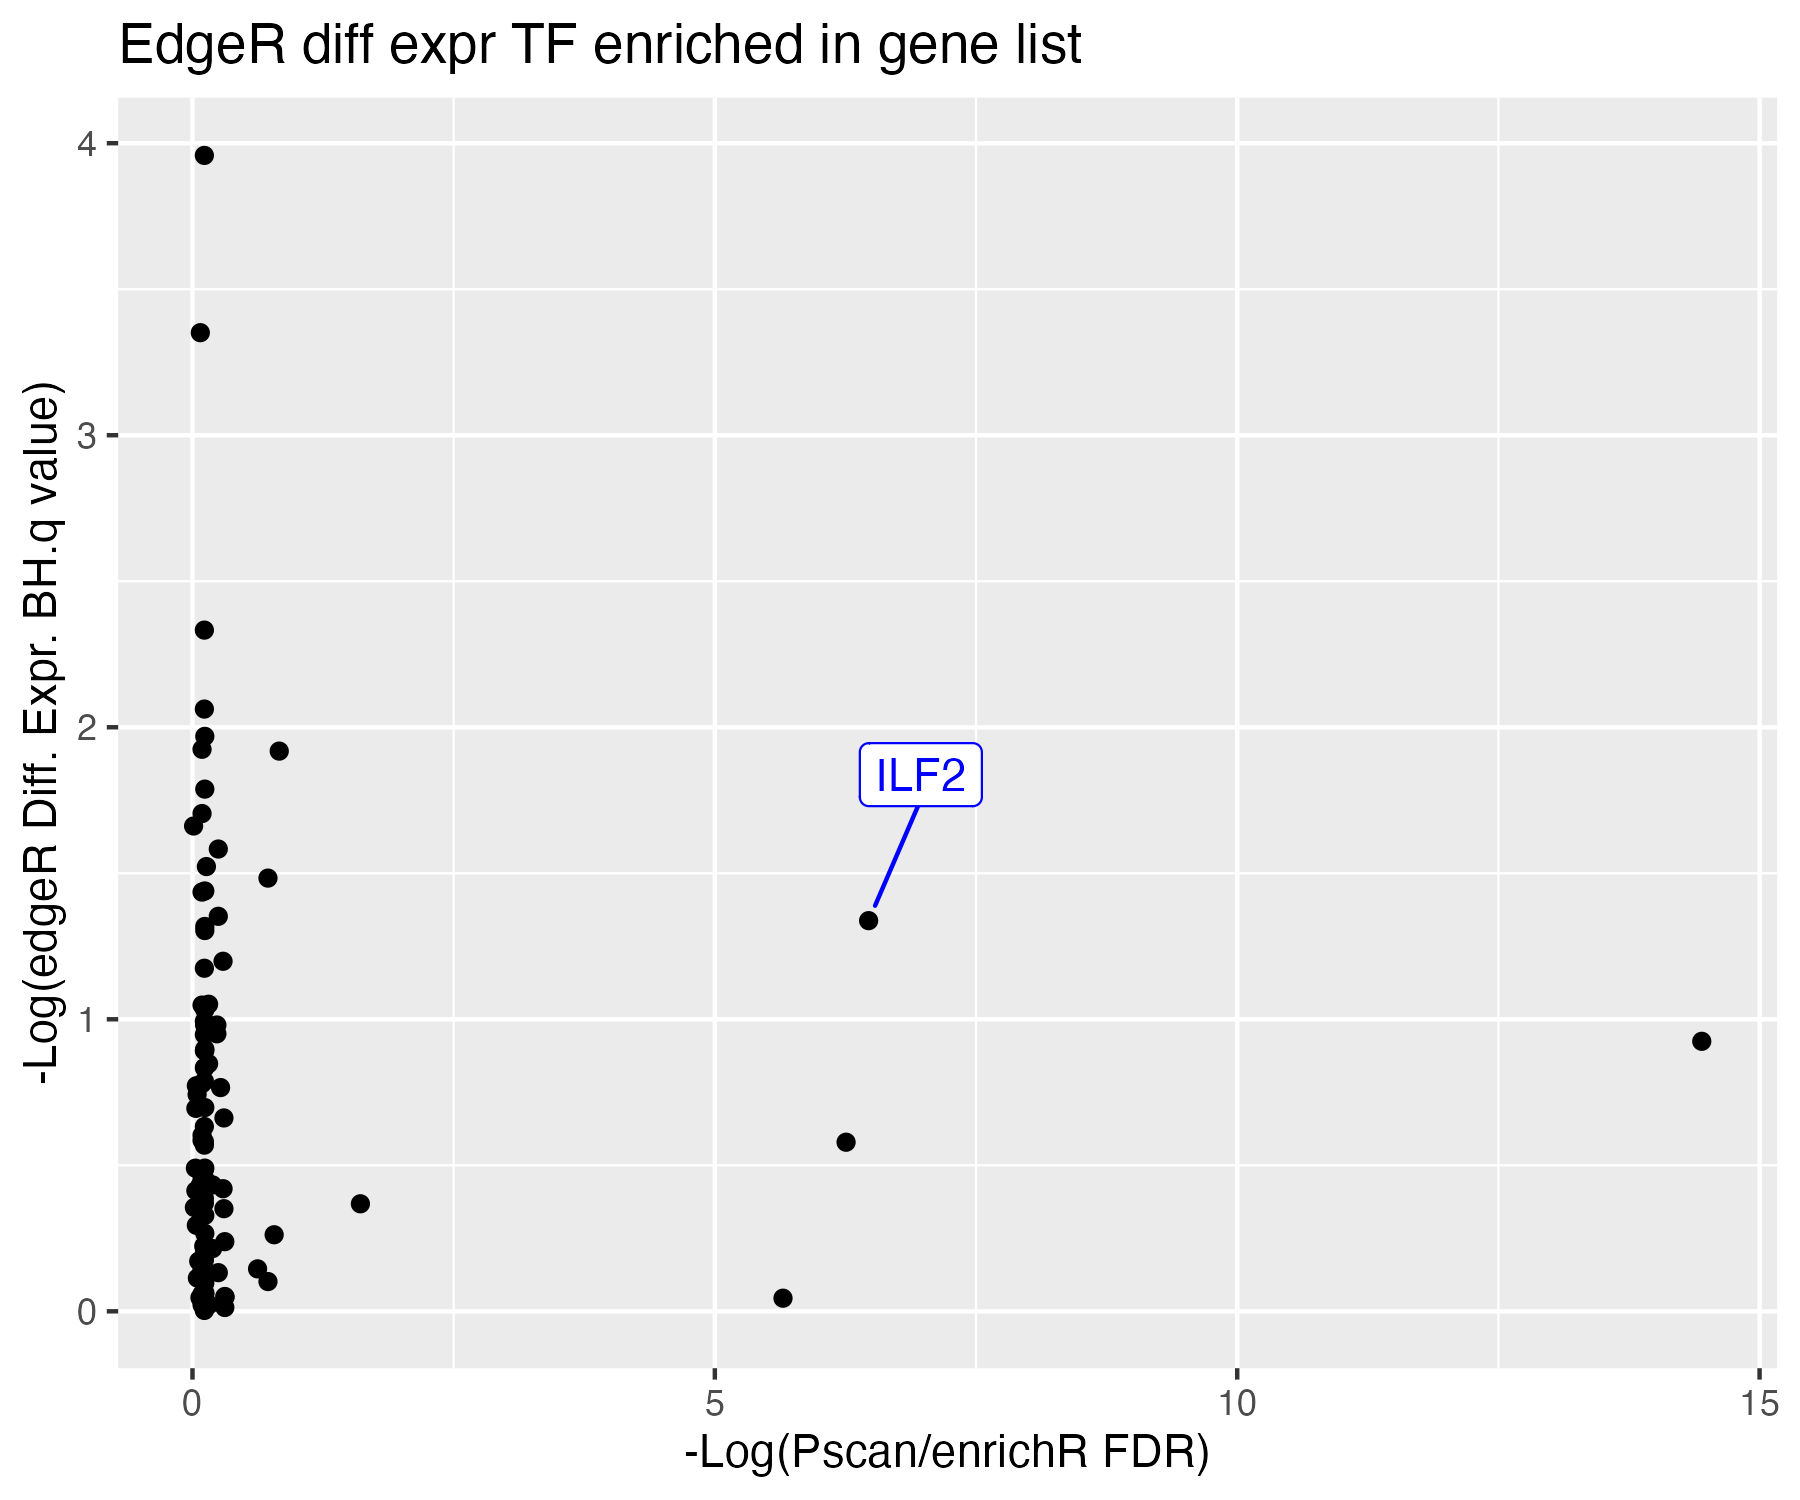 EdgeR diff expr TF enriched in gene list
-Log(edgeR Diff. Expr. BH.q value)
4
3
2
1
0
ILF2
0
5
10
15
-Log(Pscan/enrichR FDR)